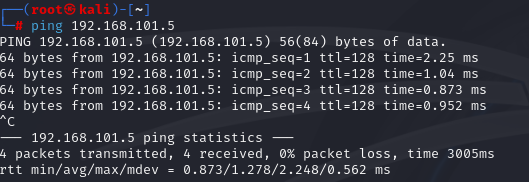 ┌──(root㉿kali)-[~]
└─# ping 192.168.101.5
PING 192.168.101.5 (192.168.101.5) 56(84) bytes of data.
64 bytes from 192.168.101.5: icmp_seq=1 ttl=128 time=2.25 ms
64 bytes from 192.168.101.5: icmp_seq=2 ttl=128 time=1.04 ms
64 bytes from 192.168.101.5: icmp_seq=3 ttl=128 time=0.873 ms
64 bytes from 192.168.101.5: icmp_seq=4 ttl=128 time=0.952 ms
^C
--- 192.168.101.5 ping statistics ---
4 packets transmitted, 4 received, 0% packet loss, time 3005ms
rtt min/avg/max/mdev = 0.873/1.278/2.248/0.562 ms